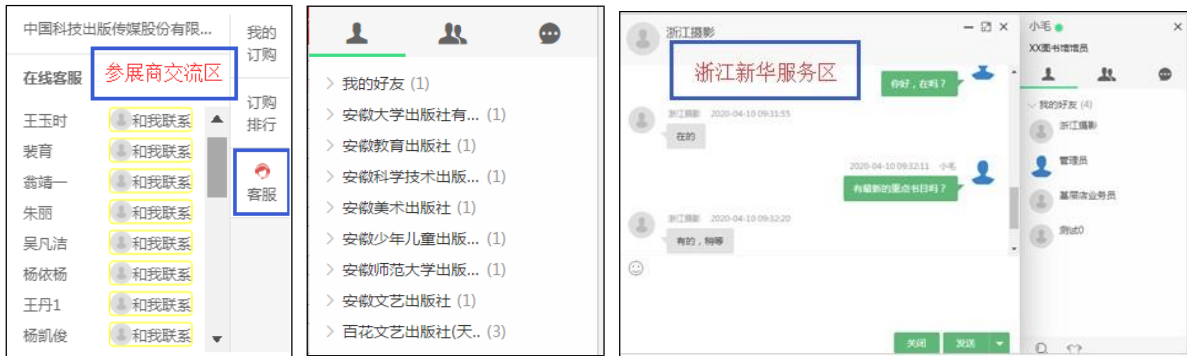 中国科技出版传媒股份有限...
参展商交流区
在线客服
王玉时 和我联系
裴育 和我联系
翁靖一 和我联系
朱丽 和我联系
吴凡洁 和我联系
杨依杨 和我联系
王丹1 和我联系
杨凯俊 和我联系
我的
订购
订购
排行
客服
我的好友 (1)
安徽大学出版社有... (1)
安徽教育出版社 (1)
安徽科学技术出版... (1)
安徽美术出版社 (1)
安徽少年儿童出版... (1)
安徽师范大学出版... (1)
安徽文艺出版社 (1)
百花文艺出版社(天.. (3)
浙江摄影
浙江新华服务区
你好，在吗？
浙江摄影 2020-04-10 09:31:55
在的
2020-04-10 09:32:11 小毛
有最新的重点书目吗？
浙江摄影 2020-04-10 09:32:20
有的，稍等
关闭 发送
小毛
XX图书馆馆员
我的好友 (4)
浙江摄影
管理员
基层店业务员
测试0